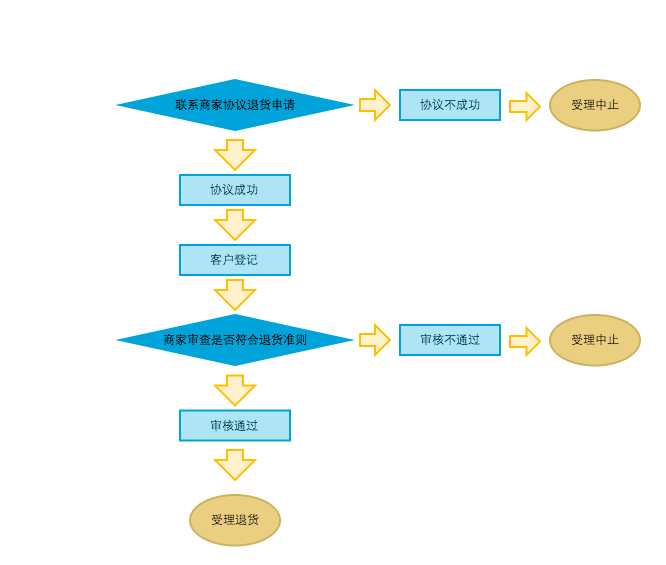 联系商家协议退货申请
协议不成功
受理中止
协议成功
客户登记
商家审查是否符合退货准则
审核不通过
受理中止
审核通过
受理退货